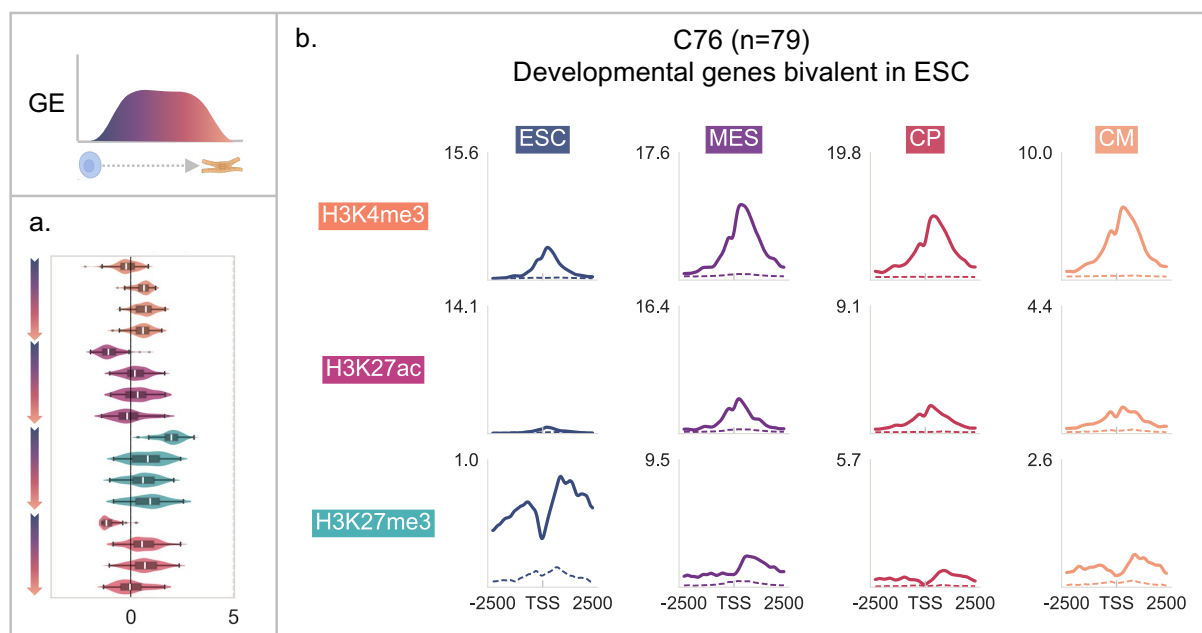 GE
a.
0 5
b.
C76 (n=79)
Developmental genes bivalent in ESC
ESC MES CP CM
15.6 17.6 19.8 10.0
H3K4me3
14.1 16.4 9.1 4.4
H3K27ac
1.0 9.5 5.7 2.6
H3K27me3
-2500 TSS 2500 -2500 TSS 2500 -2500 TSS 2500 -2500 TSS 2500